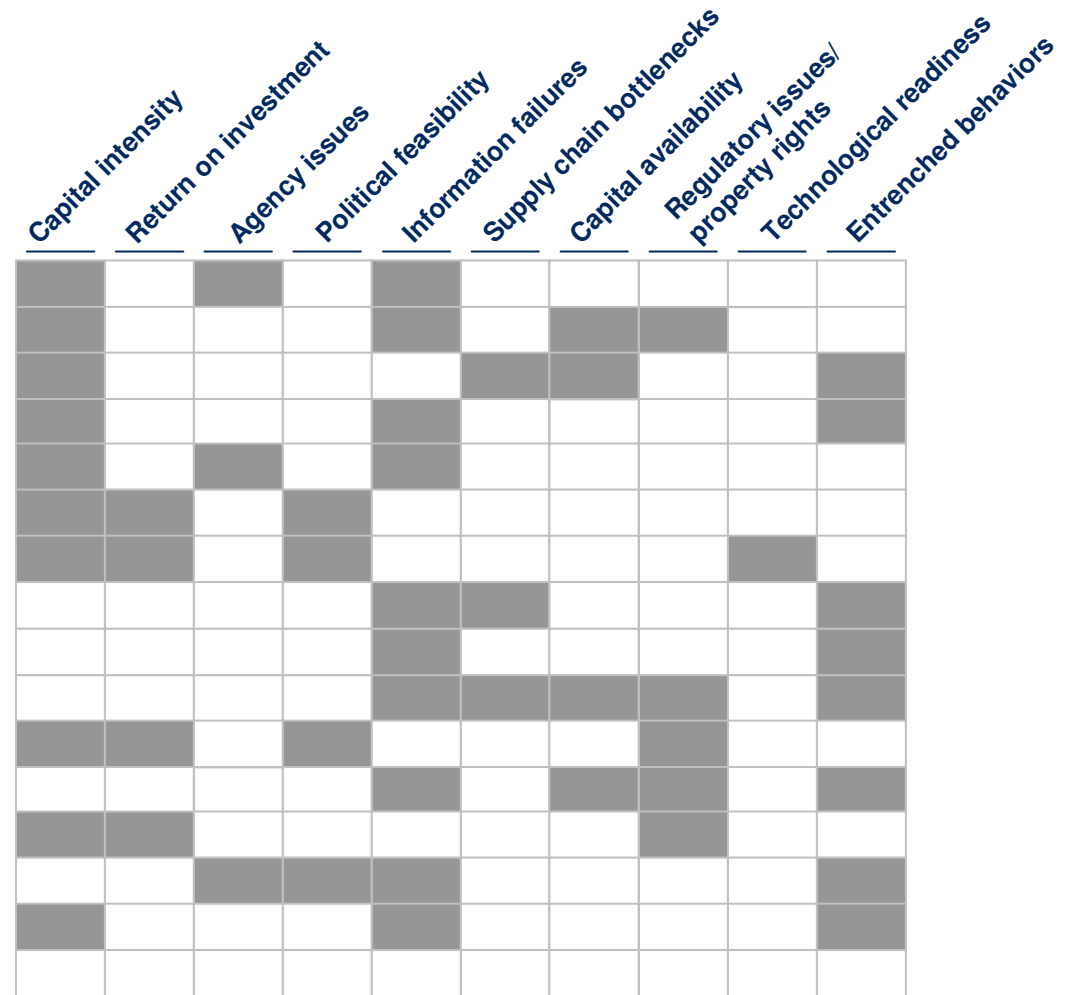 Capital intensity
Return on investment
Agency issues
Political feasibility
Information failures
Supply chain bottlenecks
Capital availability
Regulatory issues/
property rights
Technological readiness
Entrenched behaviors